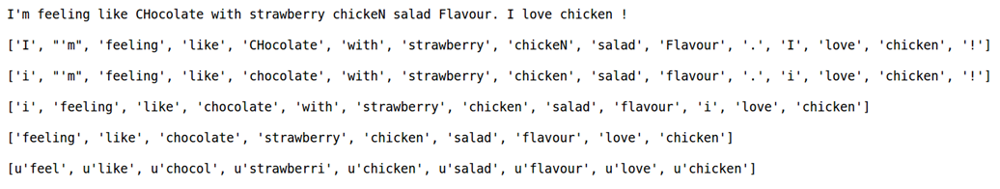 I'm feeling like CHocolate with strawberry chickeN salad Flavour. I love chicken !
['I', "'m", 'feeling', 'like', 'CHocolate', 'with', 'strawberry', 'chickeN', 'salad', 'Flavour', '.', 'I', 'love', 'chicken', '!']
['i', "'m", 'feeling', 'like', 'chocolate', 'with', 'strawberry', 'chicken', 'salad', 'flavour', '.', 'i', 'love', 'chicken', '!']
['i', 'feeling', 'like', 'chocolate', 'with', 'strawberry', 'chicken', 'salad', 'flavour', 'i', 'love', 'chicken']
['feeling', 'like', 'chocolate', 'strawberry', 'chicken', 'salad', 'flavour', 'love', 'chicken']
[u'feel', u'like', u'chocol', u'strawberri', u'chicken', u'salad', u'flavour', u'love', u'chicken']